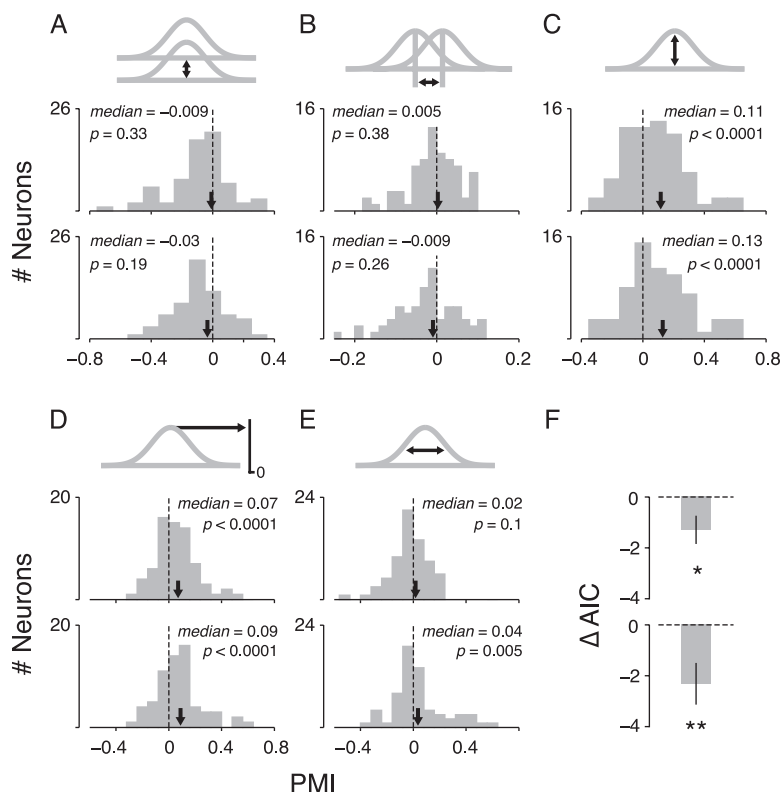 A
B
C
26
median = −0.009
p = 0.33
# Neurons
−0.8
−0.4
0
0.4
26
median = −0.03
p = 0.19
16
median = 0.005
p = 0.38
16
median = −0.009
p = 0.26
−0.2
0
0.2
16
median = 0.11
p < 0.0001
16
median = 0.13
p < 0.0001
−0.4
0
0.4
0.8
D
E
F
0
20
median = 0.07
p < 0.0001
# Neurons
20
median = 0.09
p < 0.0001
−0.4
0
0.4
0.8
24
median = 0.02
p = 0.1
24
median = 0.04
p = 0.005
−0.4
0
0.4
0.8
PMI
0
−2
−4
*
Δ AIC
0
−2
−4
**